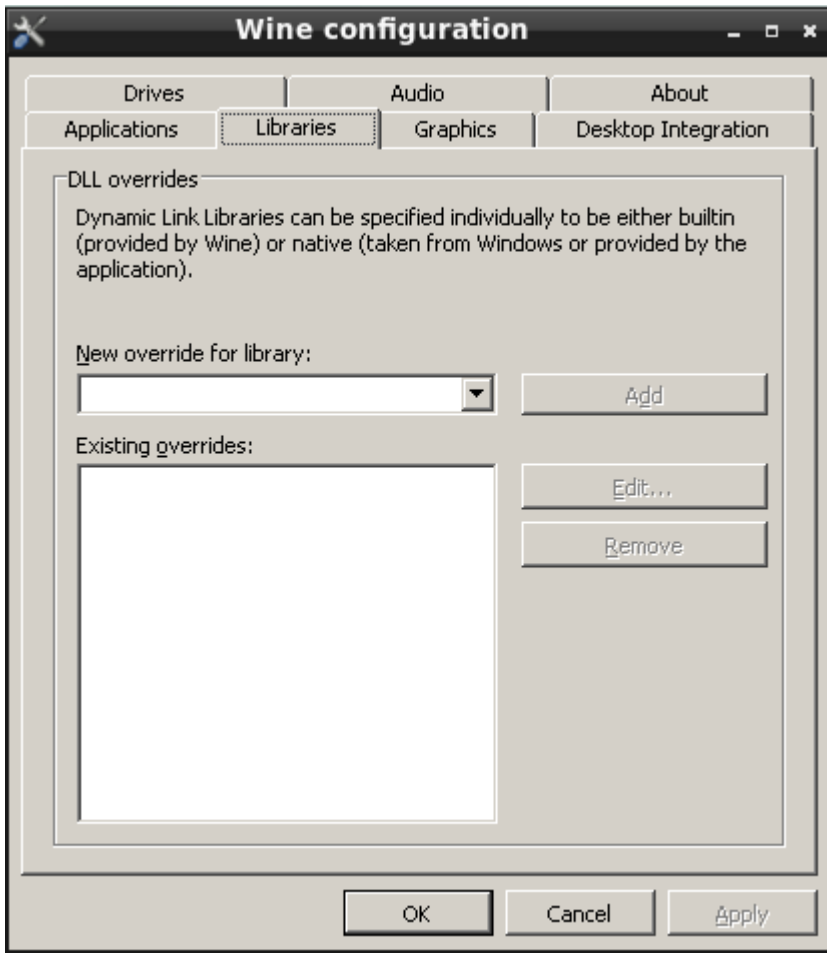 Wine configuration
Drives Audio About
Applications Libraries Graphics Desktop Integration
DLL overrides
Dynamic Link Libraries can be specified individually to be either builtin
(provided by Wine) or native (taken from Windows or provided by the
application).
New override for library:
Add
Existing overrides:
Edit...
Remove
OK Cancel Apply